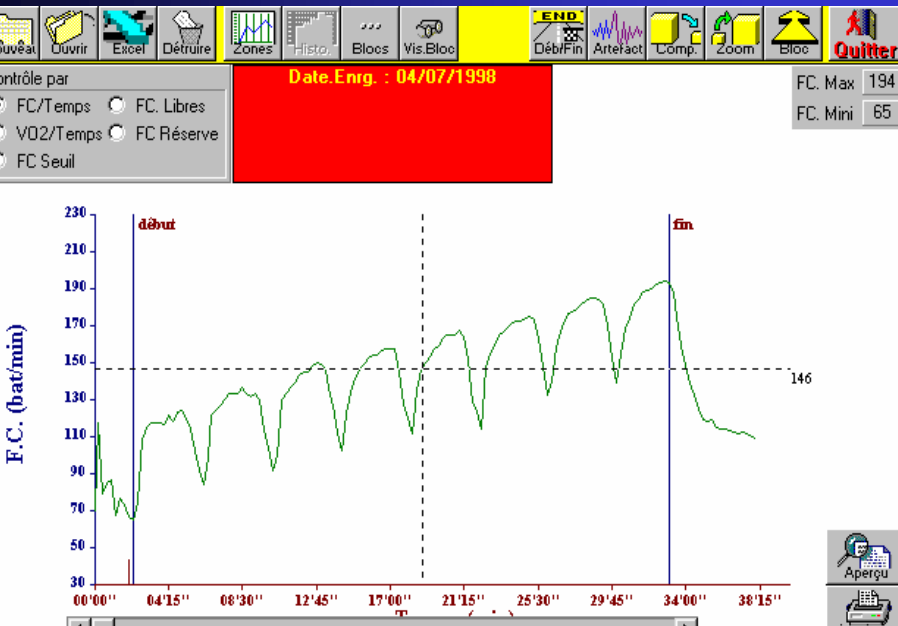 Ouvrir Excel Détruire Zones Histo. Blocs Vis.Bloc END Déb/Fin Artefact Comp. Zoom Bloc Quitter
Date.Enrg. : 04/07/1998
FC. Max 194
FC. Mini 65
FC/Temps FC. Libres
VO2/Temps FC Réserve
FC Seuil
début
fin
F.C. (bat/min)
230
210
190
170
150
130
110
90
70
50
30
146
00'00'' 04'15'' 08'30'' 12'45'' 17'00'' 21'15'' 25'30'' 29'45'' 34'00'' 38'15''
Aperçu